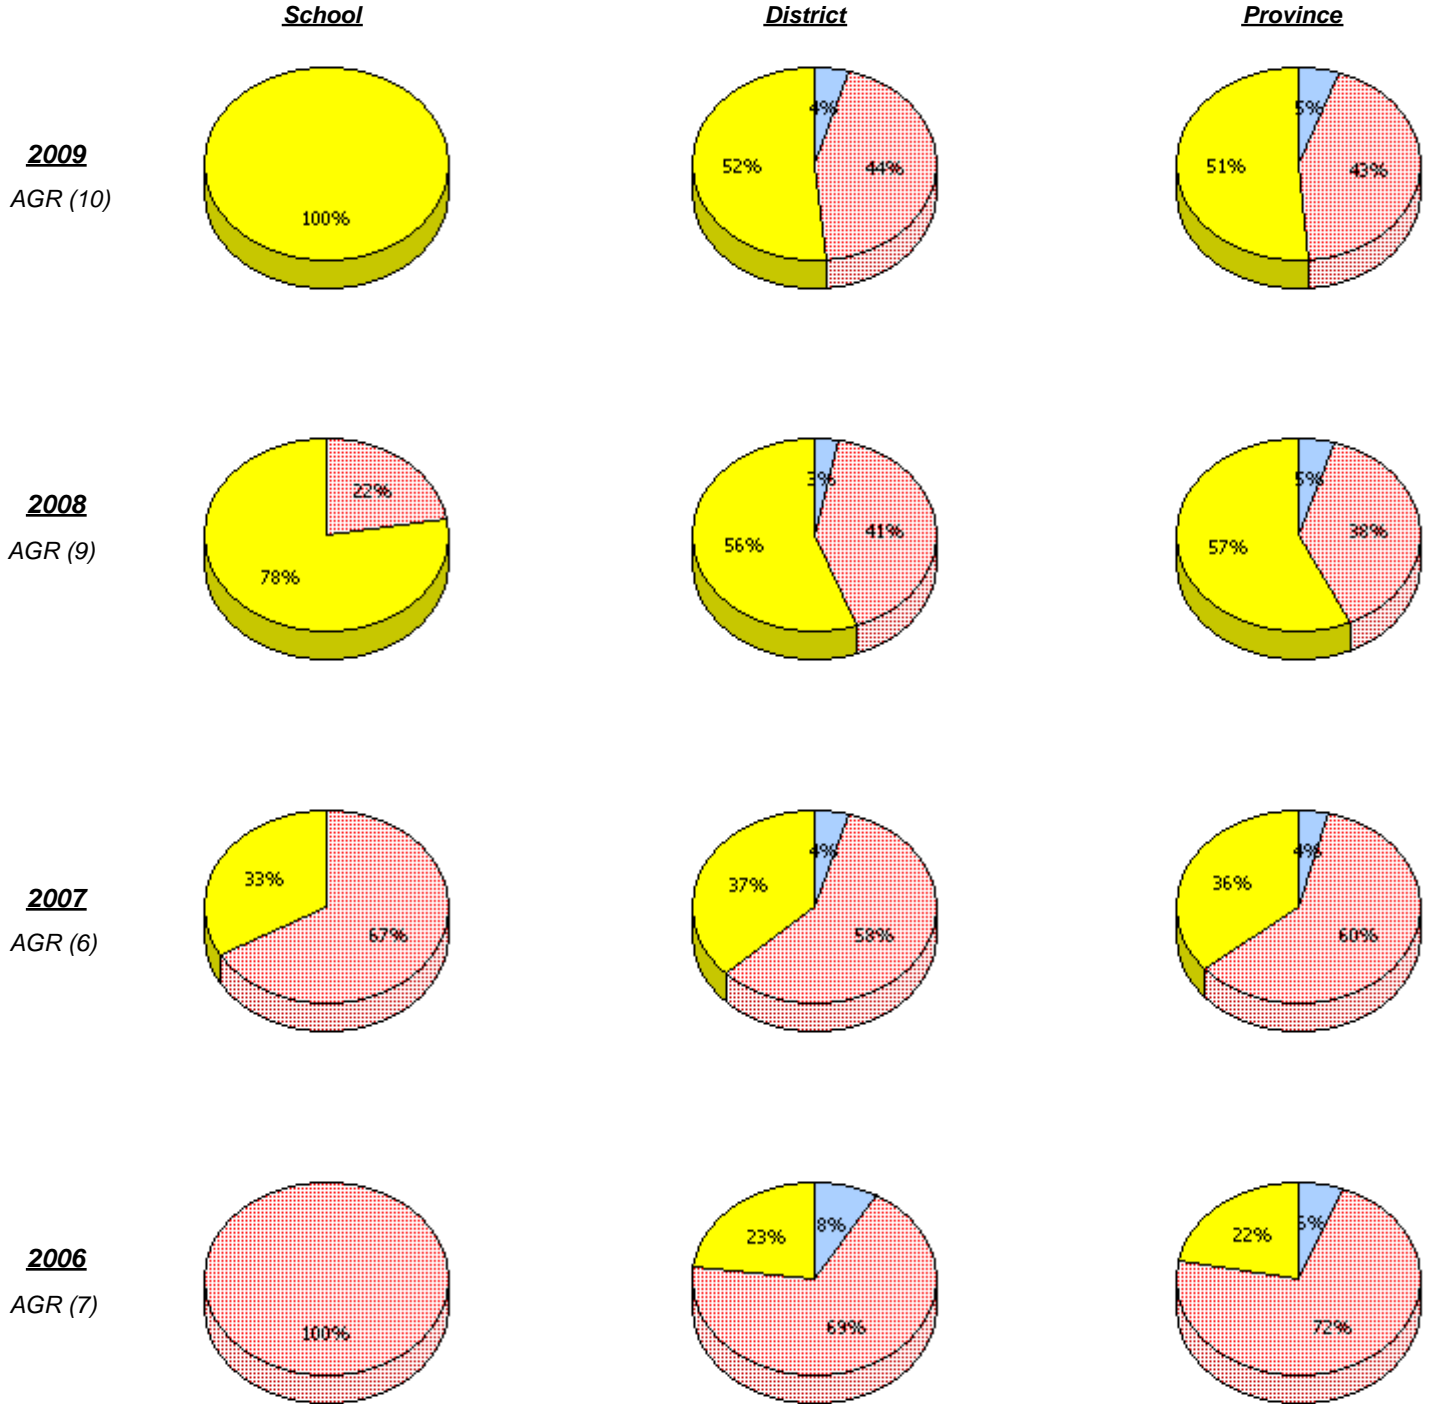 School District Province
2009
AGR (10)
100%
52% 4% 44%
51% 5% 43%
2008
AGR (9)
22%
78%
56% 3% 41%
57% 5% 38%
2007
AGR (6)
33% 67%
37% 4% 58%
36% 4% 60%
2006
AGR (7)
100%
23% 8% 69%
22% 72%